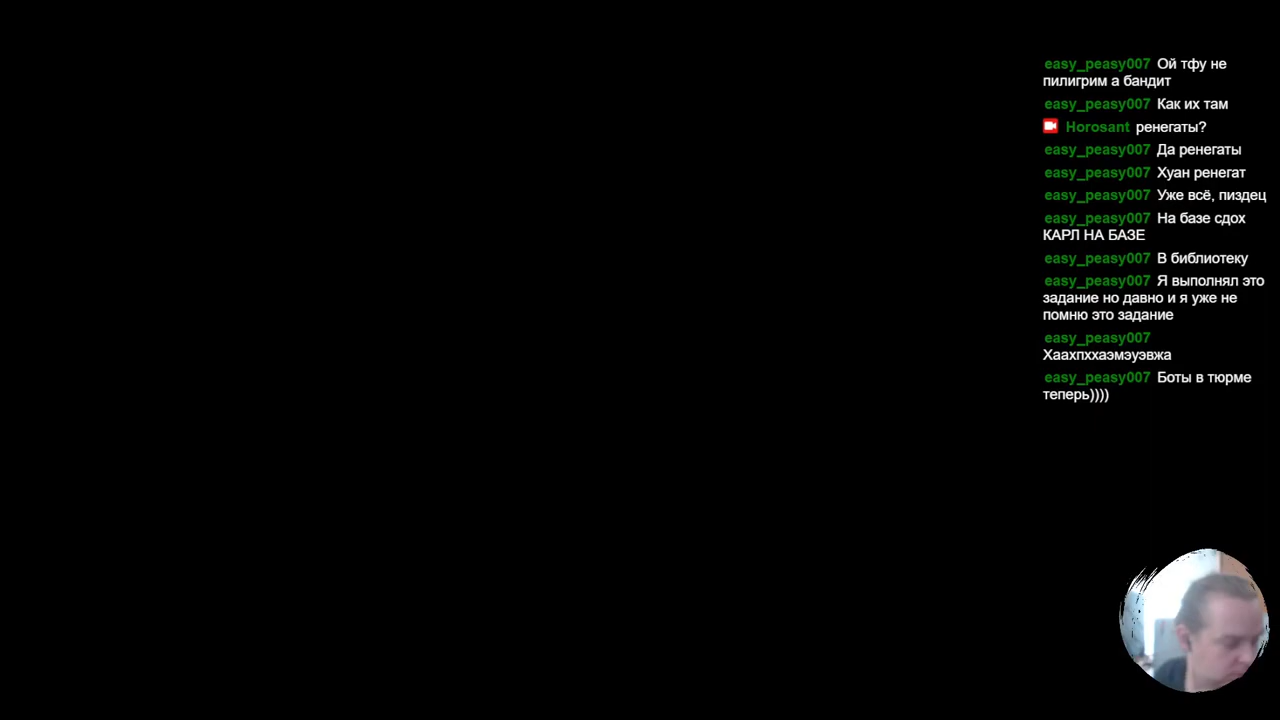 easy_peasy007 Ой тфу не
пилигрим а бандит
easy_peasy007 Как их там
Horosant ренегаты?
easy_peasy007 Да ренегаты
easy_peasy007 Хуан ренегат
easy_peasy007 Уже всё, пиздец
easy_peasy007 На базе сдох
КАРЛ НА БАЗЕ
easy_peasy007 В библиотеку
easy_peasy007 Я выполнял это
задание но давно и я уже не
помню это задание
easy_peasy007
Хаахпххаэмэуэвжа
easy_peasy007 Боты в тюрме
теперь))))